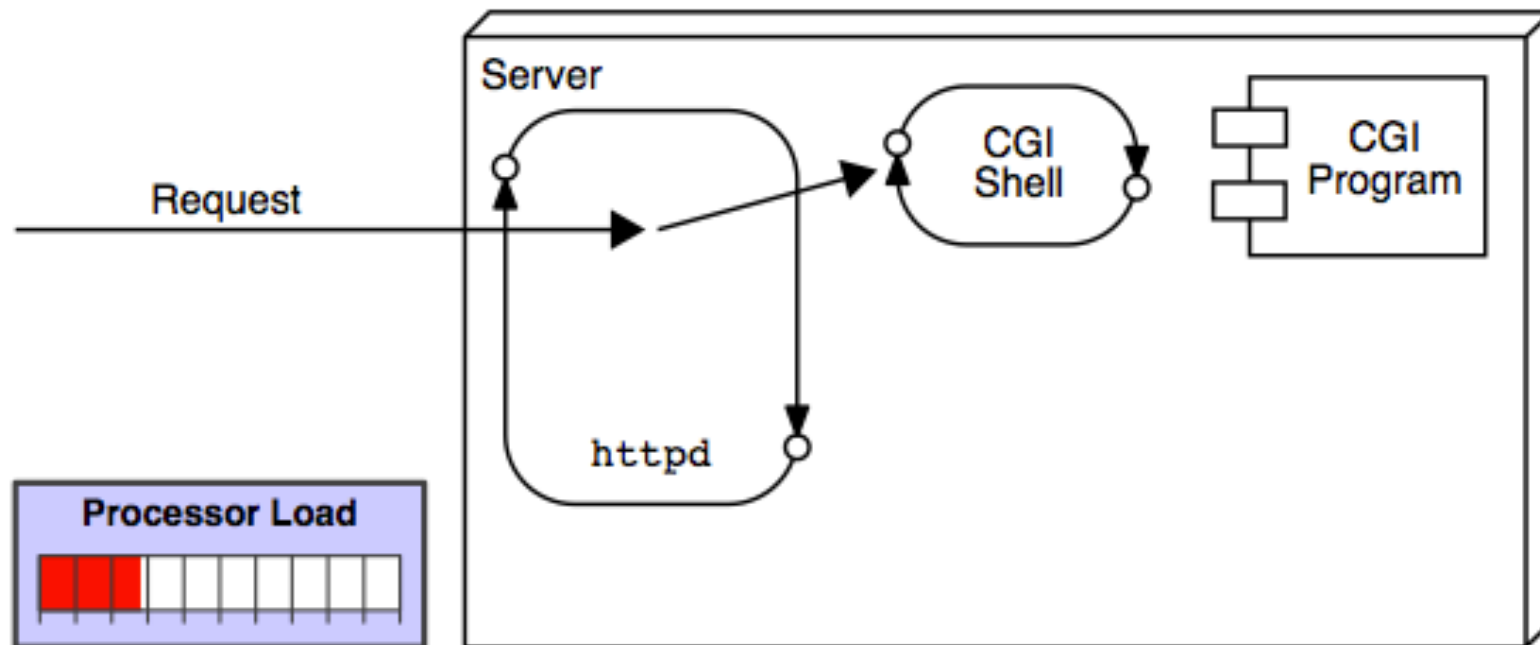 Server
CGI
Shell
CGI
Program
Request
httpd
Processor Load